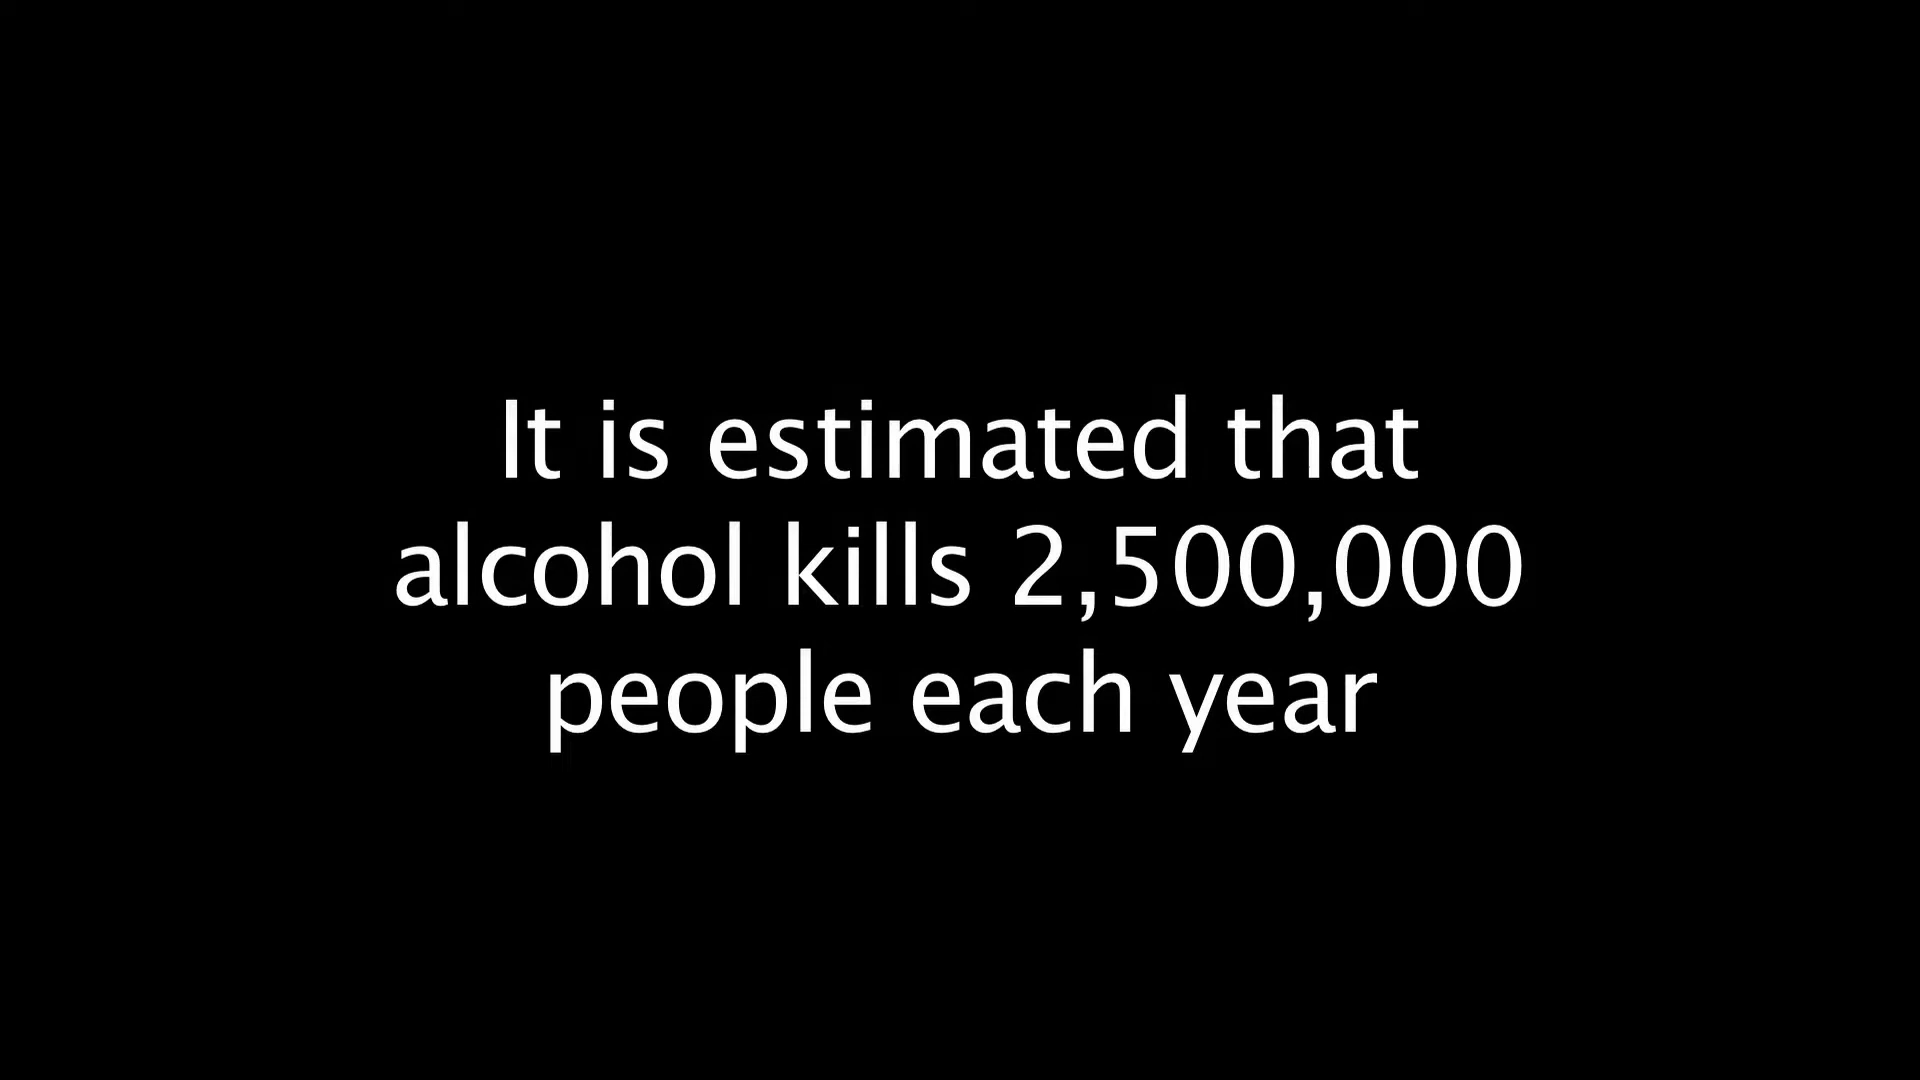 It is estimated that
alcohol kills 2,500,000
people each year